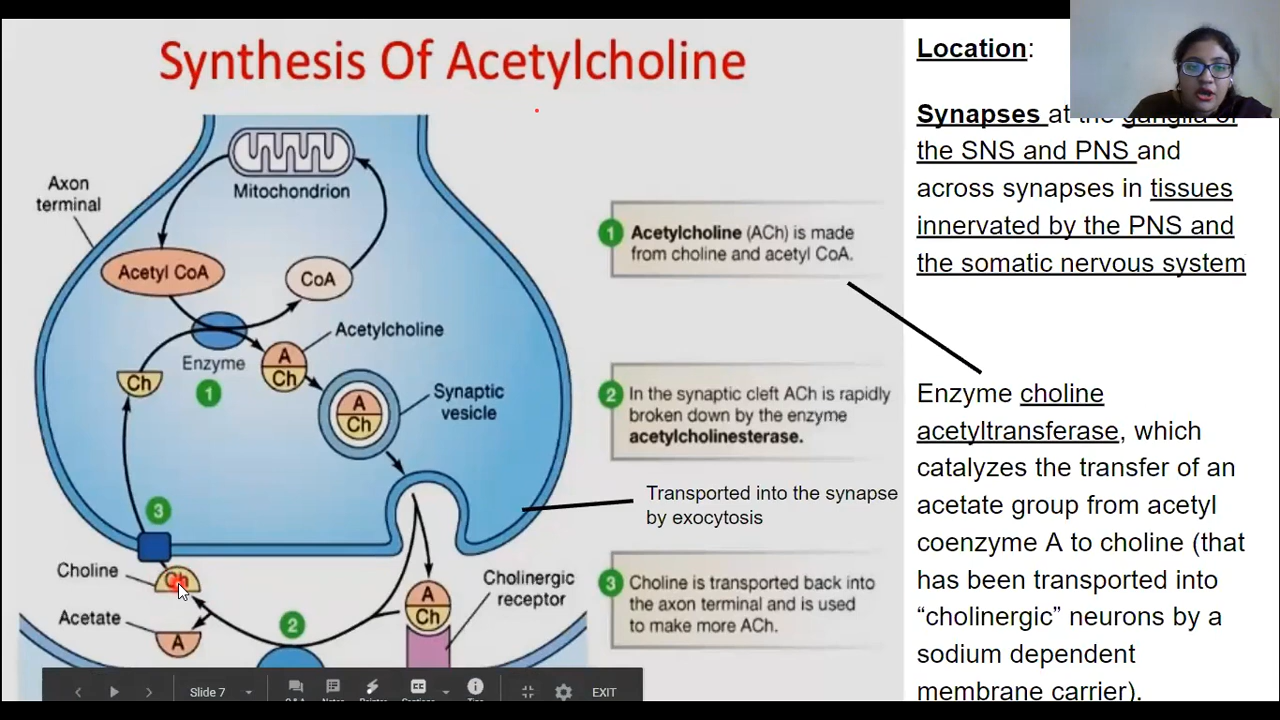 Synthesis Of Acetylcholine
Mitochondrion
Axon
terminal
Acetyl CoA
CoA
Acetylcholine
A
Ch
Ch
Enzyme
1
Synaptic
vesicle
A
Ch
3
Choline
Ch
Acetate
A
2
A
Ch
Cholinergic
receptor
1 Acetylcholine (ACh) is made
from choline and acetyl CoA.
2 In the synaptic cleft ACh is rapidly
broken down by the enzyme
acetylcholinesterase.
Transported into the synapse
by exocytosis
3 Choline is transported back into
the axon terminal and is used
to make more ACh.
Location:
Synapses at the ganglia of
the SNS and PNS and
across synapses in tissues
innervated by the PNS and
the somatic nervous system
Enzyme choline
acetyltransferase, which
catalyzes the transfer of an
acetate group from acetyl
coenzyme A to choline (that
has been transported into
“cholinergic” neurons by a
sodium dependent
membrane carrier).
Slide 7
EXIT